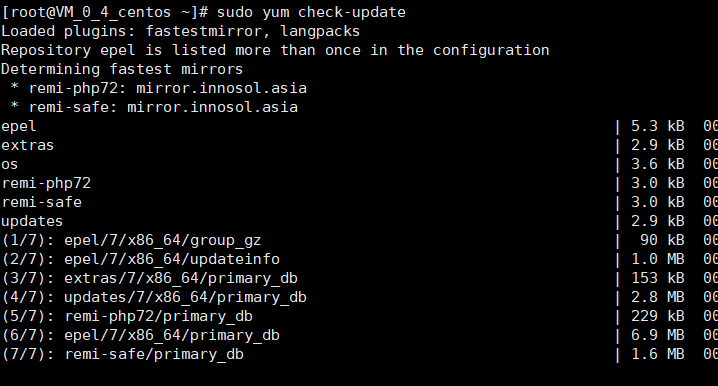 [root@VM_0_4_centos ~]# sudo yum check-update
Loaded plugins: fastestmirror, langpacks
Repository epel is listed more than once in the configuration
Determining fastest mirrors
 * remi-php72: mirror.innosol.asia
 * remi-safe: mirror.innosol.asia
epel | 5.3 kB 00
extras | 2.9 kB 00
os | 3.6 kB 00
remi-php72 | 3.0 kB 00
remi-safe | 3.0 kB 00
updates | 2.9 kB 00
(1/7): epel/7/x86_64/group_gz | 90 kB 00
(2/7): epel/7/x86_64/updateinfo | 1.0 MB 00
(3/7): extras/7/x86_64/primary_db | 153 kB 00
(4/7): updates/7/x86_64/primary_db | 2.8 MB 00
(5/7): remi-php72/primary_db | 229 kB 00
(6/7): epel/7/x86_64/primary_db | 6.9 MB 00
(7/7): remi-safe/primary_db | 1.6 MB 00